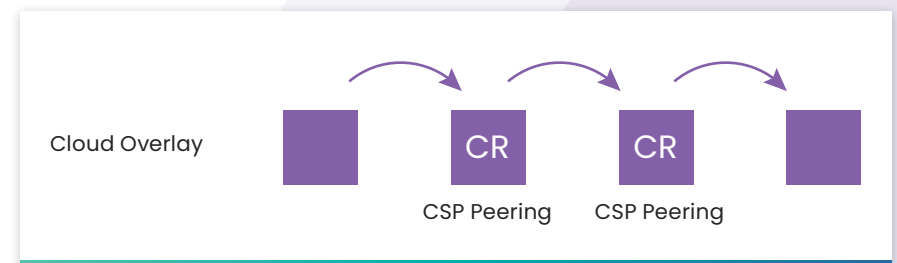 Cloud Overlay
CR
CR
CSP Peering
CSP Peering